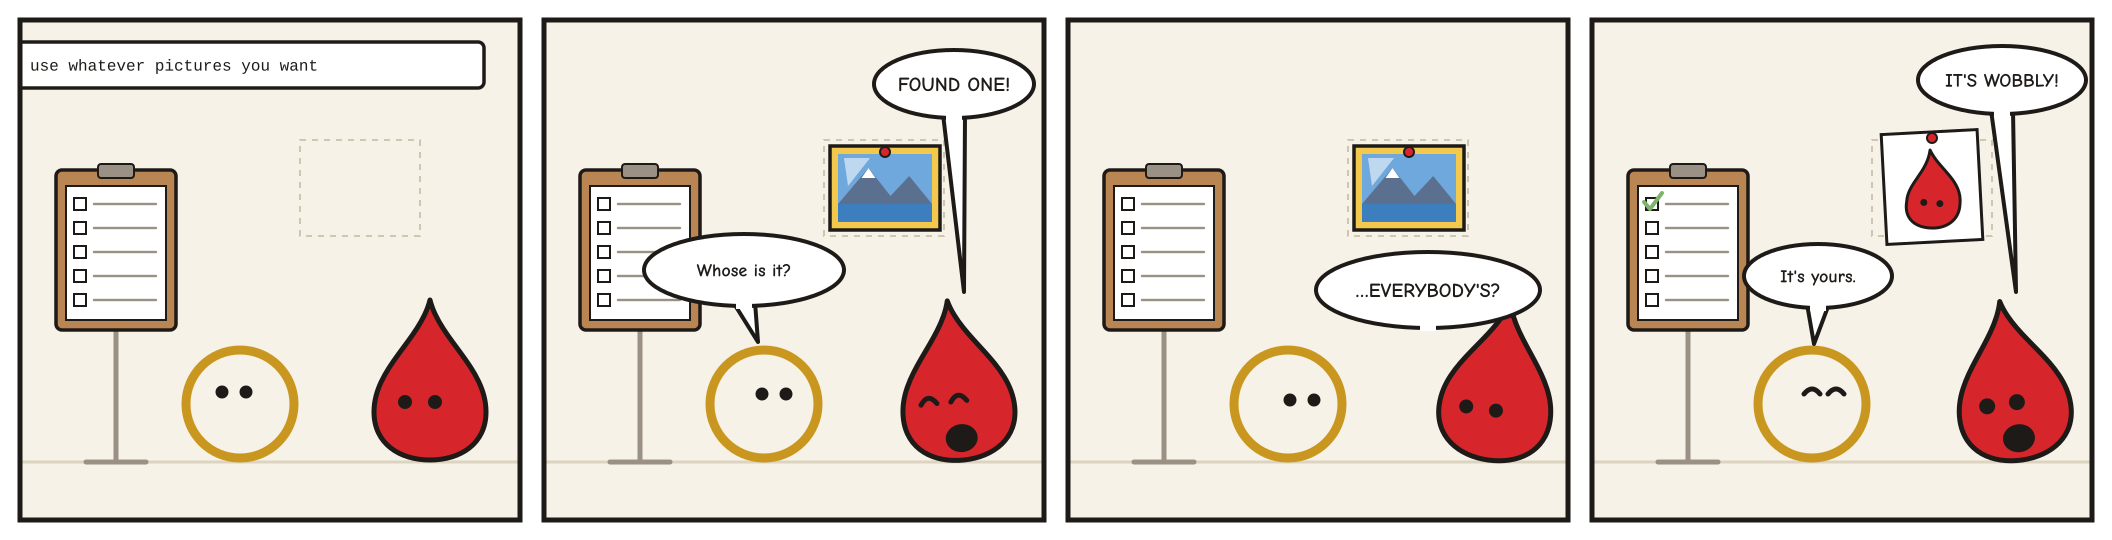 use whatever pictures you want
FOUND ONE!
Whose is it?
...EVERYBODY'S?
IT'S WOBBLY!
It's yours.